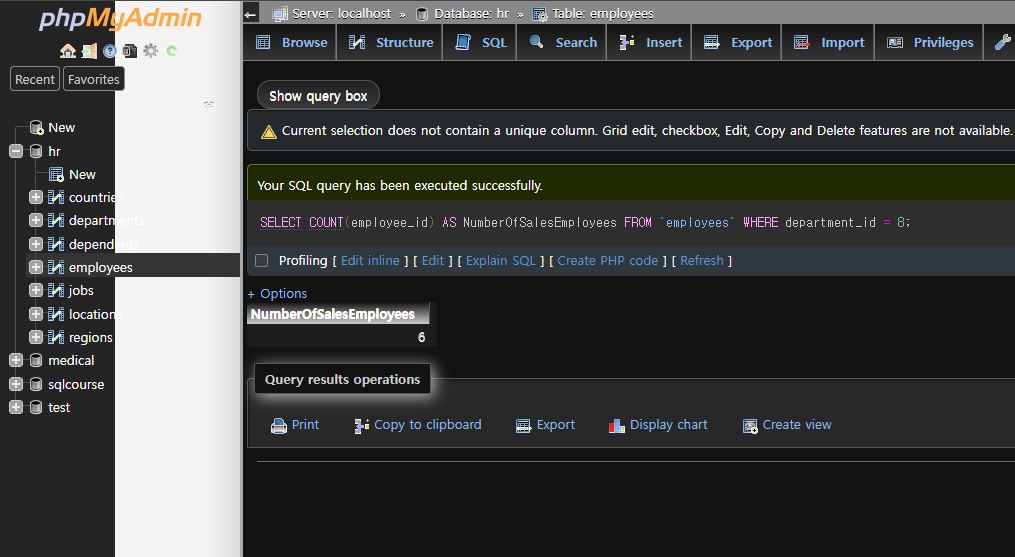 phpMyAdmin
Recent Favorites
New
hr
New
countries
departments
dependents
employees
jobs
locations
regions
medical
sqlcourse
test
Server: localhost » Database: hr » Table: employees
Browse Structure SQL Search Insert Export Import Privileges
Show query box
Current selection does not contain a unique column. Grid edit, checkbox, Edit, Copy and Delete features are not available.
Your SQL query has been executed successfully.
SELECT COUNT(employee_id) AS NumberOfSalesEmployees FROM `employees` WHERE department_id = 8;
Profiling [ Edit inline ] [ Edit ] [ Explain SQL ] [ Create PHP code ] [ Refresh ]
+ Options
NumberOfSalesEmployees
6
Query results operations
Print Copy to clipboard Export Display chart Create view